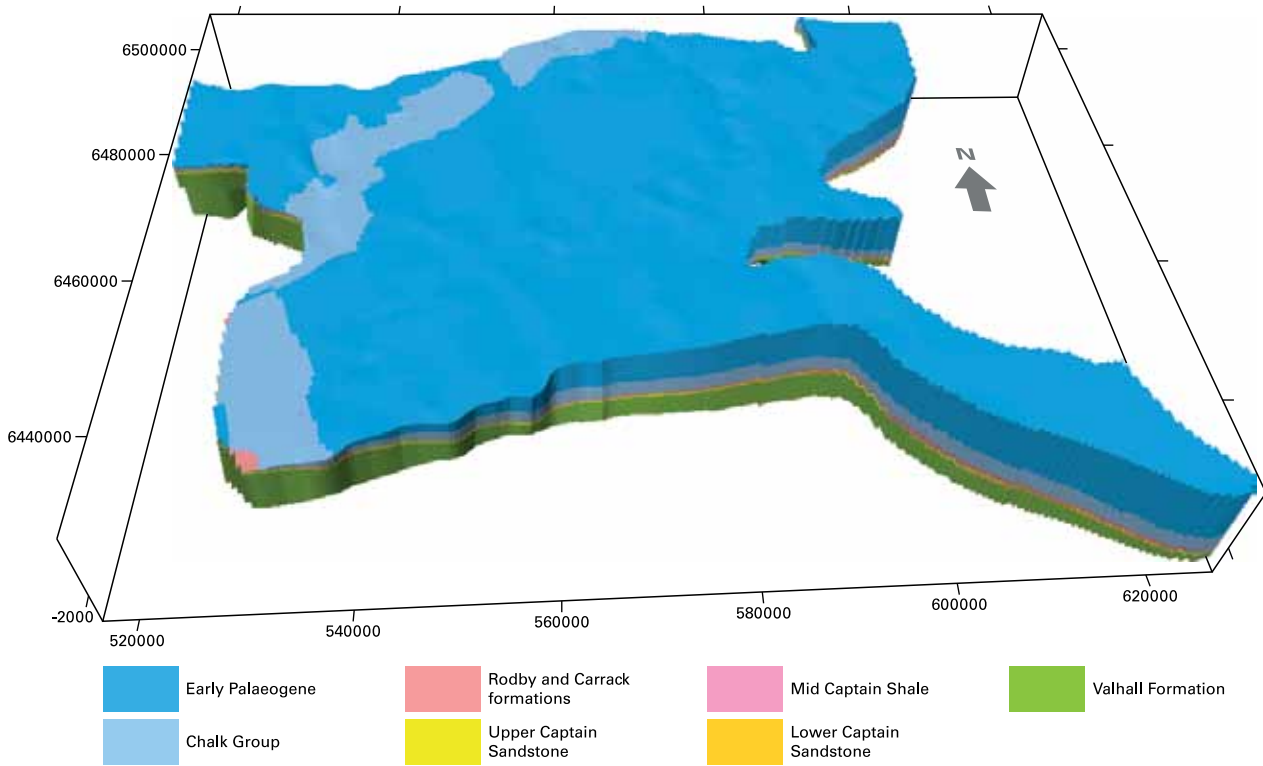 6500000
6480000
6460000
6440000
N
-2000
520000
540000
560000
580000
600000
620000
Early Palaeogene
Rodby and Carrack
formations
Mid Captain Shale
Valhall Formation
Chalk Group
Upper Captain
Sandstone
Lower Captain
Sandstone